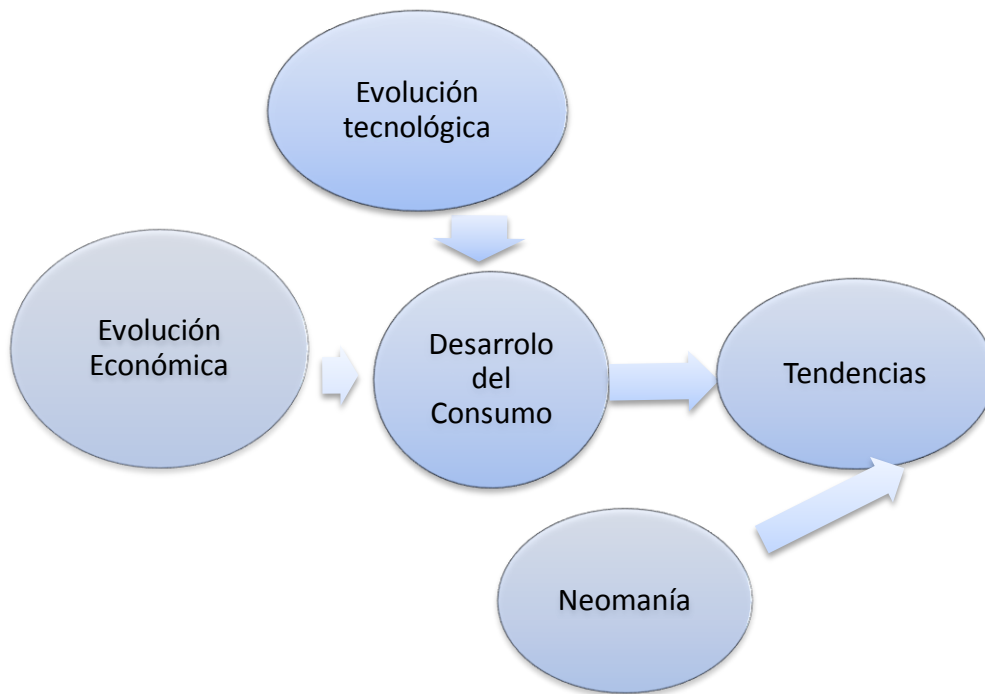 Evolución
tecnológica
Evolución
Económica
Desarrolo
del
Consumo
Tendencias
Neomanía